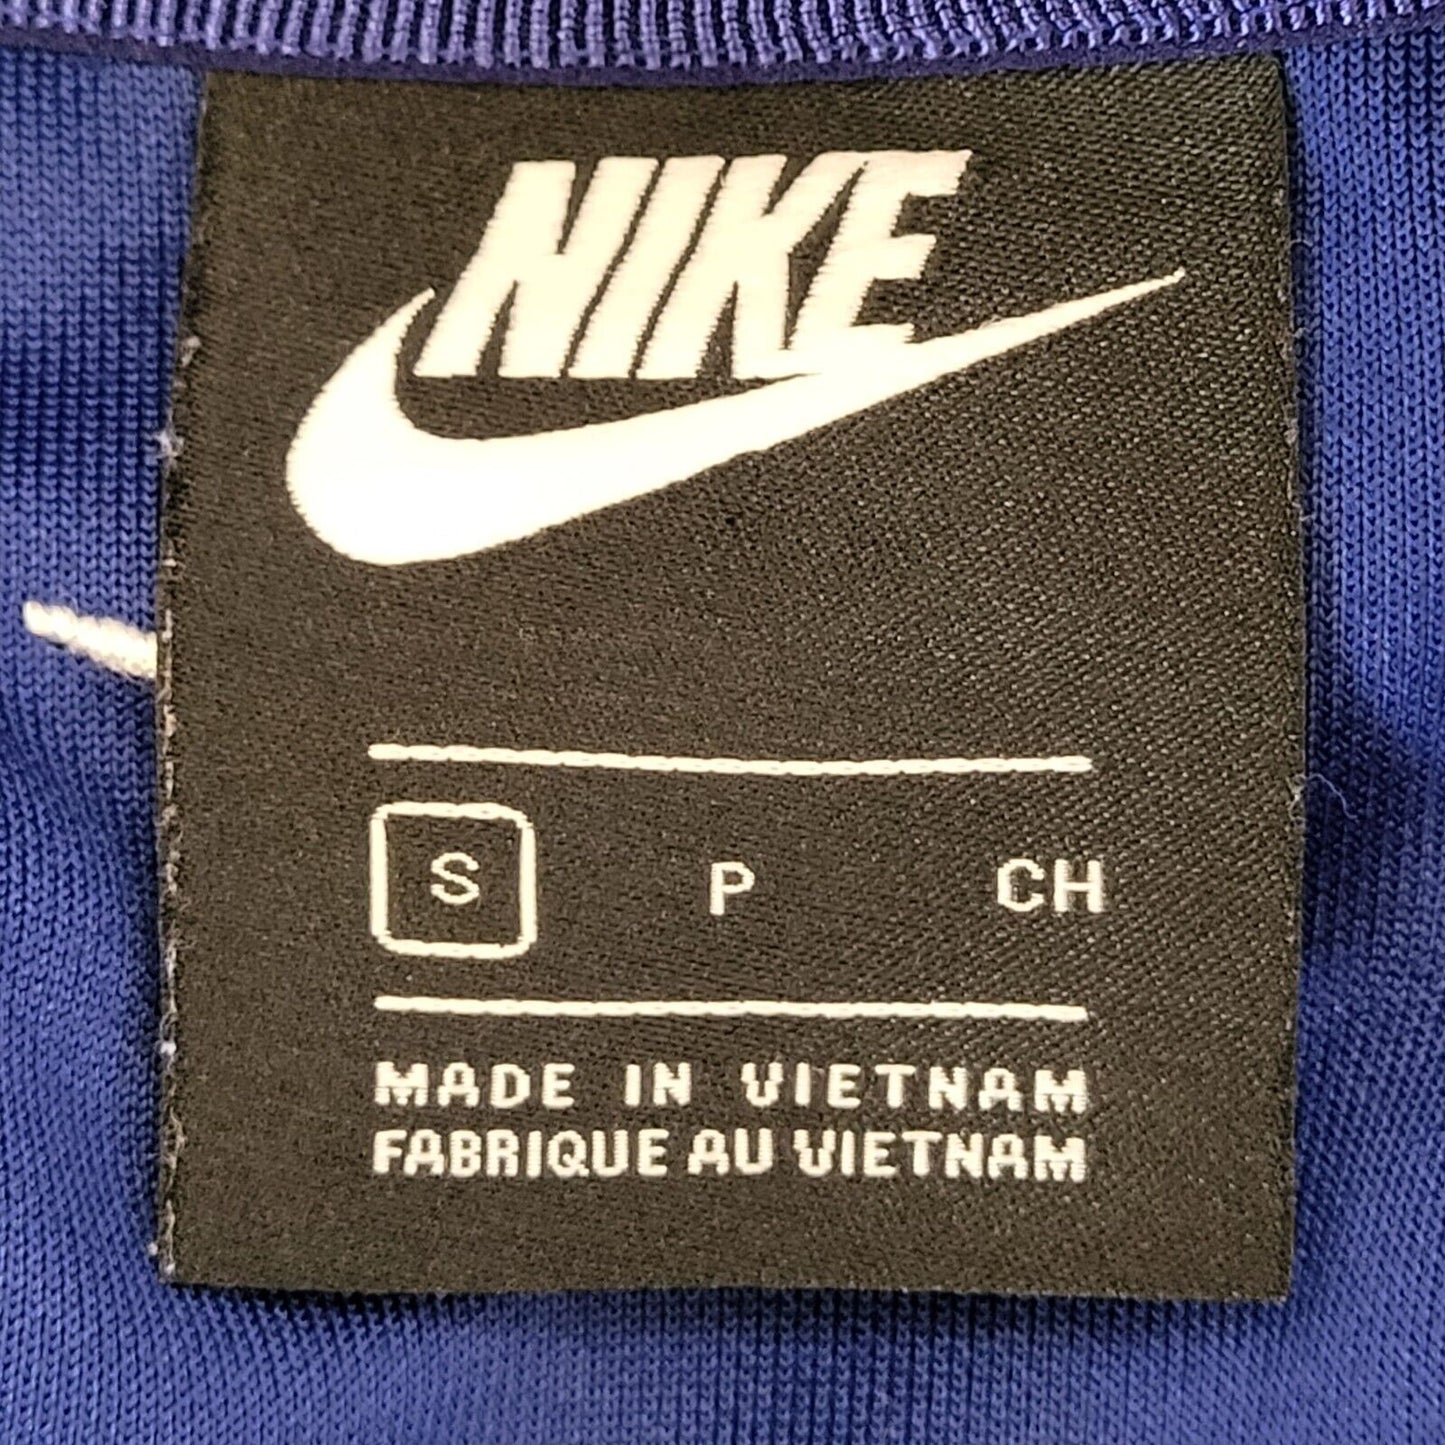 NIKE
S P CH
MADE IN VIETNAM
FABRIQUE AU VIETNAM